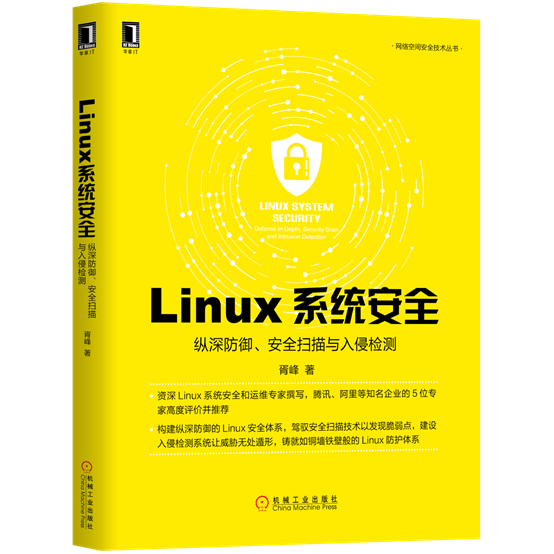 华章IT
Linux系统安全
纵深防御、安全扫描
与入侵检测
胥峰 著
机械工业出版社
China Machine Press
网络空间安全技术丛书
LINUX SYSTEM
SECURITY
Defense in Depth, Security Scan
and Intrusion Detection
Linux 系统安全
纵深防御、安全扫描与入侵检测
胥峰 著
资深 Linux 系统安全和运维专家撰写，腾讯、阿里等知名企业的 5 位专
家高度评价并推荐
构建纵深防御的 Linux 安全体系，驾驭安全扫描技术以发现脆弱点，建设
入侵检测系统让威胁无处遁形，铸就如铜墙铁壁般的 Linux 防护体系
机械工业出版社
China Machine Press